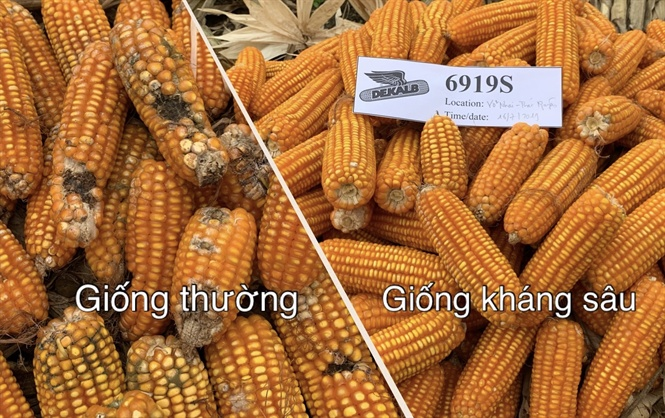 DEKALB
6919S
Location:
Time/date:
Giống thường
Giống kháng sâu